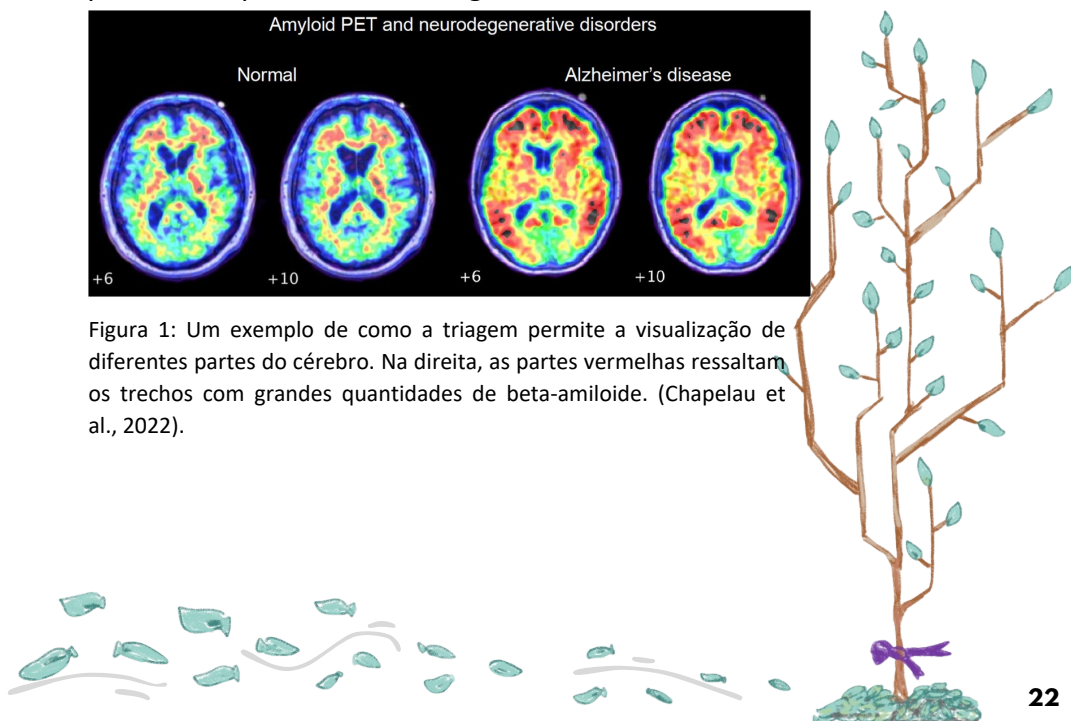 Amyloid PET and neurodegenerative disorders
Normal
Alzheimer's disease
+6
+10
+6
+10
Figura 1: Um exemplo de como a triagem permite a visualização de
diferentes partes do cérebro. Na direita, as partes vermelhas ressaltam
os trechos com grandes quantidades de beta-amiloide. (Chapelau et
al., 2022).
22